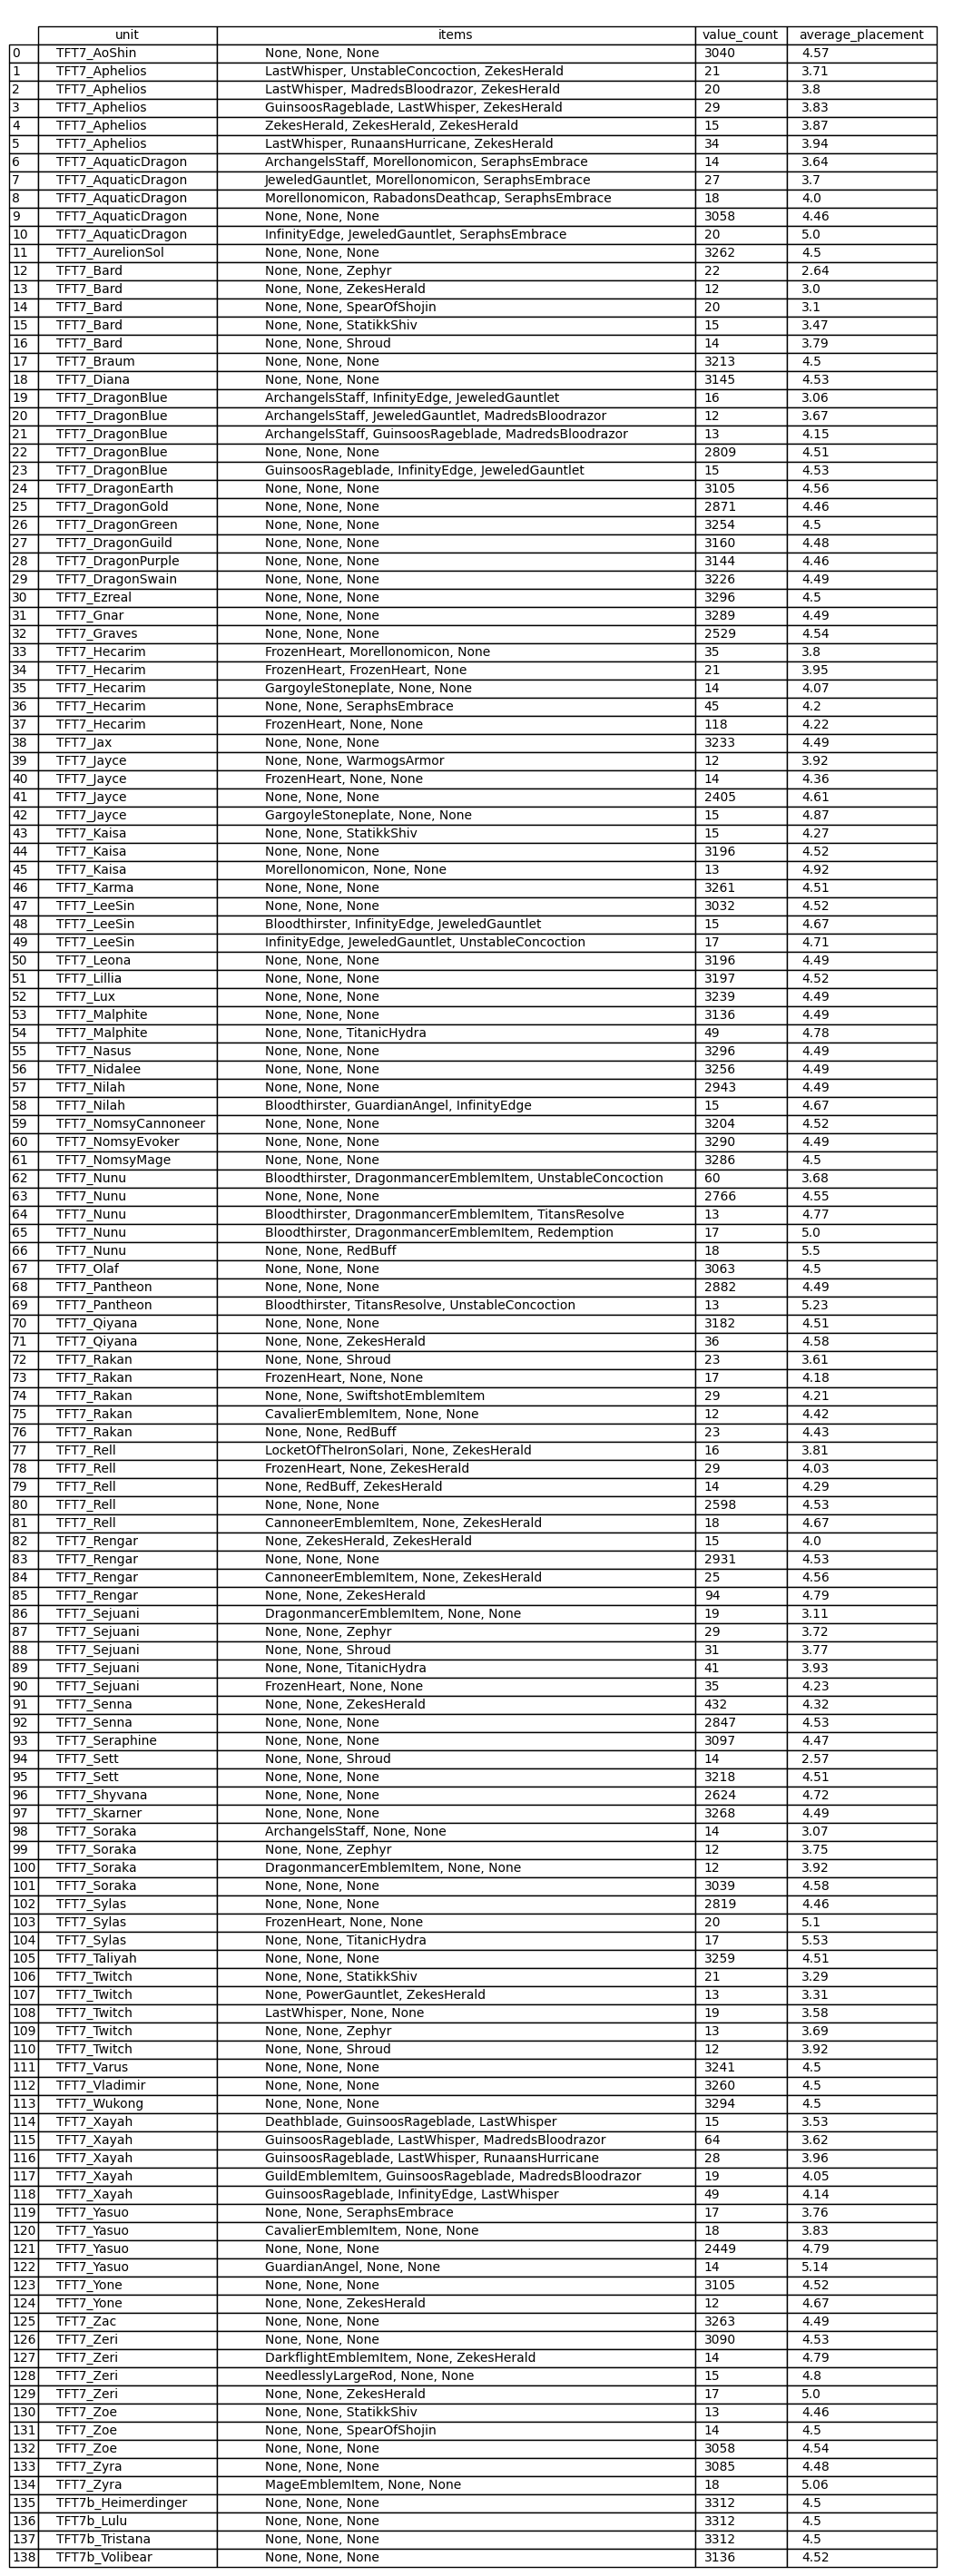 unit items value_count average_placement
0 TFT7_AoShin None, None, None 3040 4.57
1 TFT7_Aphelios LastWhisper, UnstableConcoction, ZekesHerald 21 3.71
2 TFT7_Aphelios LastWhisper, MadredsBloodrazor, ZekesHerald 20 3.8
3 TFT7_Aphelios GuinsoosRageblade, LastWhisper, ZekesHerald 29 3.83
4 TFT7_Aphelios ZekesHerald, ZekesHerald, ZekesHerald 15 3.87
5 TFT7_Aphelios LastWhisper, RunaansHurricane, ZekesHerald 34 3.94
6 TFT7_AquaticDragon ArchangelsStaff, Morellonomicon, SeraphsEmbrace 14 3.64
7 TFT7_AquaticDragon JeweledGauntlet, Morellonomicon, SeraphsEmbrace 27 3.7
8 TFT7_AquaticDragon Morellonomicon, RabadonsDeathcap, SeraphsEmbrace 18 4.0
9 TFT7_AquaticDragon None, None, None 3058 4.46
10 TFT7_AquaticDragon InfinityEdge, JeweledGauntlet, SeraphsEmbrace 20 5.0
11 TFT7_AurelionSol None, None, None 3262 4.5
12 TFT7_Bard None, None, Zephyr 22 2.64
13 TFT7_Bard None, None, ZekesHerald 12 3.0
14 TFT7_Bard None, None, SpearOfShojin 20 3.1
15 TFT7_Bard None, None, StatikkShiv 15 3.47
16 TFT7_Bard None, None, Shroud 14 3.79
17 TFT7_Braum None, None, None 3213 4.5
18 TFT7_Diana None, None, None 3145 4.53
19 TFT7_DragonBlue ArchangelsStaff, InfinityEdge, JeweledGauntlet 16 3.06
20 TFT7_DragonBlue ArchangelsStaff, JeweledGauntlet, MadredsBloodrazor 12 3.67
21 TFT7_DragonBlue ArchangelsStaff, GuinsoosRageblade, MadredsBloodrazor 13 4.15
22 TFT7_DragonBlue None, None, None 2809 4.51
23 TFT7_DragonBlue GuinsoosRageblade, InfinityEdge, JeweledGauntlet 15 4.53
24 TFT7_DragonEarth None, None, None 3105 4.56
25 TFT7_DragonGold None, None, None 2871 4.46
26 TFT7_DragonGreen None, None, None 3254 4.5
27 TFT7_DragonGuild None, None, None 3160 4.48
28 TFT7_DragonPurple None, None, None 3144 4.46
29 TFT7_DragonSwain None, None, None 3226 4.49
30 TFT7_Ezreal None, None, None 3296 4.5
31 TFT7_Gnar None, None, None 3289 4.49
32 TFT7_Graves None, None, None 2529 4.54
33 TFT7_Hecarim FrozenHeart, Morellonomicon, None 35 3.8
34 TFT7_Hecarim FrozenHeart, FrozenHeart, None 21 3.95
35 TFT7_Hecarim GargoyleStoneplate, None, None 14 4.07
36 TFT7_Hecarim None, None, SeraphsEmbrace 45 4.2
37 TFT7_Hecarim FrozenHeart, None, None 118 4.22
38 TFT7_Jax None, None, None 3233 4.49
39 TFT7_Jayce None, None, WarmogsArmor 12 3.92
40 TFT7_Jayce FrozenHeart, None, None 14 4.36
41 TFT7_Jayce None, None, None 2405 4.61
42 TFT7_Jayce GargoyleStoneplate, None, None 15 4.87
43 TFT7_Kaisa None, None, StatikkShiv 15 4.27
44 TFT7_Kaisa None, None, None 3196 4.52
45 TFT7_Kaisa Morellonomicon, None, None 13 4.92
46 TFT7_Karma None, None, None 3261 4.51
47 TFT7_LeeSin None, None, None 3032 4.52
48 TFT7_LeeSin Bloodthirster, InfinityEdge, JeweledGauntlet 15 4.67
49 TFT7_LeeSin InfinityEdge, JeweledGauntlet, UnstableConcoction 17 4.71
50 TFT7_Leona None, None, None 3196 4.49
51 TFT7_Lillia None, None, None 3197 4.52
52 TFT7_Lux None, None, None 3239 4.49
53 TFT7_Malphite None, None, None 3136 4.49
54 TFT7_Malphite None, None, TitanicHydra 49 4.78
55 TFT7_Nasus None, None, None 3296 4.49
56 TFT7_Nidalee None, None, None 3256 4.49
57 TFT7_Nilah None, None, None 2943 4.49
58 TFT7_Nilah Bloodthirster, GuardianAngel, InfinityEdge 15 4.67
59 TFT7_NomsyCannoneer None, None, None 3204 4.52
60 TFT7_NomsyEvoker None, None, None 3290 4.49
61 TFT7_NomsyMage None, None, None 3286 4.5
62 TFT7_Nunu Bloodthirster, DragonmancerEmblemItem, UnstableConcoction 60 3.68
63 TFT7_Nunu None, None, None 2766 4.55
64 TFT7_Nunu Bloodthirster, DragonmancerEmblemItem, TitansResolve 13 4.77
65 TFT7_Nunu Bloodthirster, DragonmancerEmblemItem, Redemption 17 5.0
66 TFT7_Nunu None, None, RedBuff 18 5.5
67 TFT7_Olaf None, None, None 3063 4.5
68 TFT7_Pantheon None, None, None 2882 4.49
69 TFT7_Pantheon Bloodthirster, TitansResolve, UnstableConcoction 13 5.23
70 TFT7_Qiyana None, None, None 3182 4.51
71 TFT7_Qiyana None, None, ZekesHerald 36 4.58
72 TFT7_Rakan None, None, Shroud 23 3.61
73 TFT7_Rakan FrozenHeart, None, None 17 4.18
74 TFT7_Rakan None, None, SwiftshotEmblemItem 29 4.21
75 TFT7_Rakan CavalierEmblemItem, None, None 12 4.42
76 TFT7_Rakan None, None, RedBuff 23 4.43
77 TFT7_Rell LocketOfTheIronSolari, None, ZekesHerald 16 3.81
78 TFT7_Rell FrozenHeart, None, ZekesHerald 29 4.03
79 TFT7_Rell None, RedBuff, ZekesHerald 14 4.29
80 TFT7_Rell None, None, None 2598 4.53
81 TFT7_Rell CannoneerEmblemItem, None, ZekesHerald 18 4.67
82 TFT7_Rengar None, ZekesHerald, ZekesHerald 15 4.0
83 TFT7_Rengar None, None, None 2931 4.53
84 TFT7_Rengar CannoneerEmblemItem, None, ZekesHerald 25 4.56
85 TFT7_Rengar None, None, ZekesHerald 94 4.79
86 TFT7_Sejuani DragonmancerEmblemItem, None, None 19 3.11
87 TFT7_Sejuani None, None, Zephyr 29 3.72
88 TFT7_Sejuani None, None, Shroud 31 3.77
89 TFT7_Sejuani None, None, TitanicHydra 41 3.93
90 TFT7_Sejuani FrozenHeart, None, None 35 4.23
91 TFT7_Senna None, None, ZekesHerald 432 4.32
92 TFT7_Senna None, None, None 2847 4.53
93 TFT7_Seraphine None, None, None 3097 4.47
94 TFT7_Sett None, None, Shroud 14 2.57
95 TFT7_Sett None, None, None 3218 4.51
96 TFT7_Shyvana None, None, None 2624 4.72
97 TFT7_Skarner None, None, None 3268 4.49
98 TFT7_Soraka ArchangelsStaff, None, None 14 3.07
99 TFT7_Soraka None, None, Zephyr 12 3.75
100 TFT7_Soraka DragonmancerEmblemItem, None, None 12 3.92
101 TFT7_Soraka None, None, None 3039 4.58
102 TFT7_Sylas None, None, None 2819 4.46
103 TFT7_Sylas FrozenHeart, None, None 20 5.1
104 TFT7_Sylas None, None, TitanicHydra 17 5.53
105 TFT7_Taliyah None, None, None 3259 4.51
106 TFT7_Twitch None, None, StatikkShiv 21 3.29
107 TFT7_Twitch None, PowerGauntlet, ZekesHerald 13 3.31
108 TFT7_Twitch LastWhisper, None, None 19 3.58
109 TFT7_Twitch None, None, Zephyr 13 3.69
110 TFT7_Twitch None, None, Shroud 12 3.92
111 TFT7_Varus None, None, None 3241 4.5
112 TFT7_Vladimir None, None, None 3260 4.5
113 TFT7_Wukong None, None, None 3294 4.5
114 TFT7_Xayah Deathblade, GuinsoosRageblade, LastWhisper 15 3.53
115 TFT7_Xayah GuinsoosRageblade, LastWhisper, MadredsBloodrazor 64 3.62
116 TFT7_Xayah GuinsoosRageblade, LastWhisper, RunaansHurricane 28 3.96
117 TFT7_Xayah GuildEmblemItem, GuinsoosRageblade, MadredsBloodrazor 19 4.05
118 TFT7_Xayah GuinsoosRageblade, InfinityEdge, LastWhisper 49 4.14
119 TFT7_Yasuo None, None, SeraphsEmbrace 17 3.76
120 TFT7_Yasuo CavalierEmblemItem, None, None 18 3.83
121 TFT7_Yasuo None, None, None 2449 4.79
122 TFT7_Yasuo GuardianAngel, None, None 14 5.14
123 TFT7_Yone None, None, None 3105 4.52
124 TFT7_Yone None, None, ZekesHerald 12 4.67
125 TFT7_Zac None, None, None 3263 4.49
126 TFT7_Zeri None, None, None 3090 4.53
127 TFT7_Zeri DarkflightEmblemItem, None, ZekesHerald 14 4.79
128 TFT7_Zeri NeedlesslyLargeRod, None, None 15 4.8
129 TFT7_Zeri None, None, ZekesHerald 17 5.0
130 TFT7_Zoe None, None, StatikkShiv 13 4.46
131 TFT7_Zoe None, None, SpearOfShojin 14 4.5
132 TFT7_Zoe None, None, None 3058 4.54
133 TFT7_Zyra None, None, None 3085 4.48
134 TFT7_Zyra MageEmblemItem, None, None 18 5.06
135 TFT7b_Heimerdinger None, None, None 3312 4.5
136 TFT7b_Lulu None, None, None 3312 4.5
137 TFT7b_Tristana None, None, None 3312 4.5
138 TFT7b_Volibear None, None, None 3136 4.52